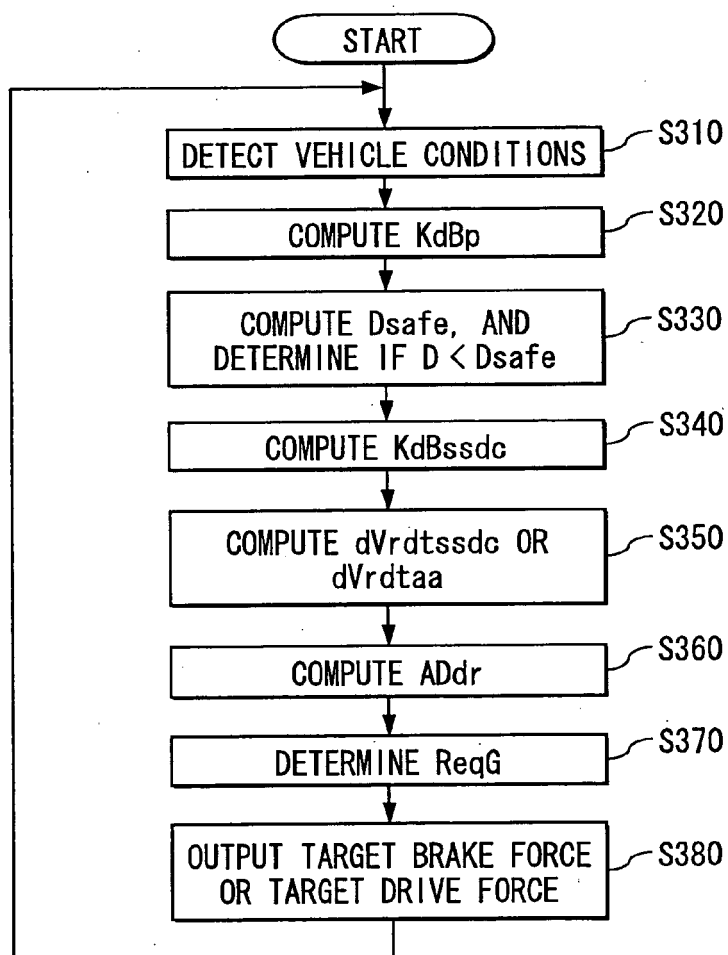 START
DETECT VEHICLE CONDITIONS
S310
COMPUTE KdBp
S320
COMPUTE Dsafe, AND
DETERMINE IF D < Dsafe
S330
COMPUTE KdBssdc
S340
COMPUTE dVrdtssdc OR
dVrdtaa
S350
COMPUTE ADdr
S360
DETERMINE ReqG
S370
OUTPUT TARGET BRAKE FORCE
OR TARGET DRIVE FORCE
S380